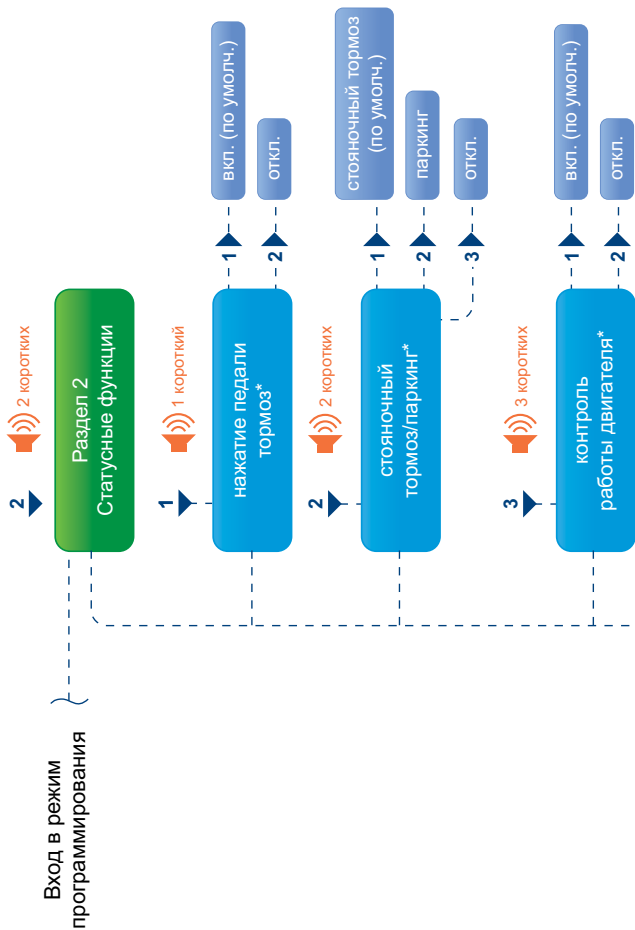 Вход в режим
программирования
2
2 коротких
Раздел 2
Статусные функции
1
1 короткий
нажатие педали
тормоз*
1
вкл. (по умолч.)
2
откл.
2
2 коротких
стояночный
тормоз/паркинг*
1
стояночный тормоз
(по умолч.)
2
паркинг
3
откл.
3
3 коротких
контроль
работы двигателя*
1
вкл. (по умолч.)
2
откл.